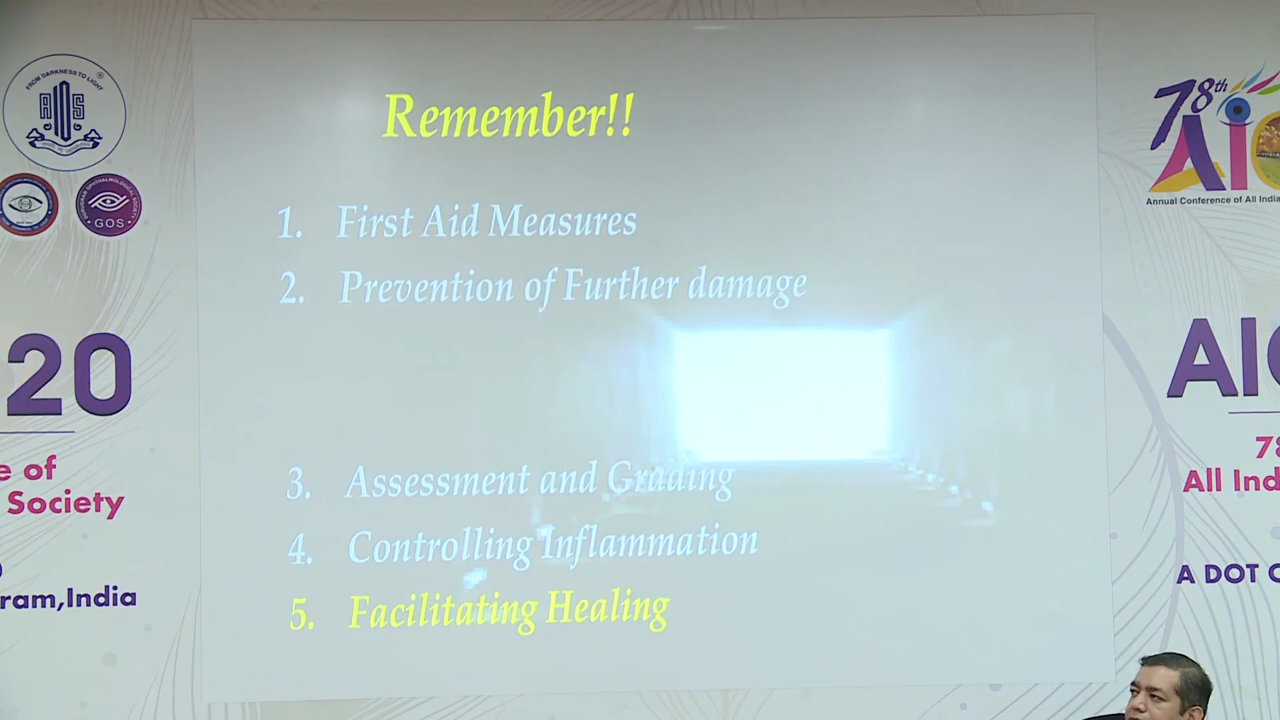 FROM DARKNESS TO LIGHT
AIOS
GOS
20
e of
Society
ram,India
Remember!!
1. First Aid Measures
2. Prevention of Further damage
3. Assessment and Grading
4. Controlling Inflammation
5. Facilitating Healing
78th
AIO
Annual Conference of All India
AIO
78
All Ind
A DOT